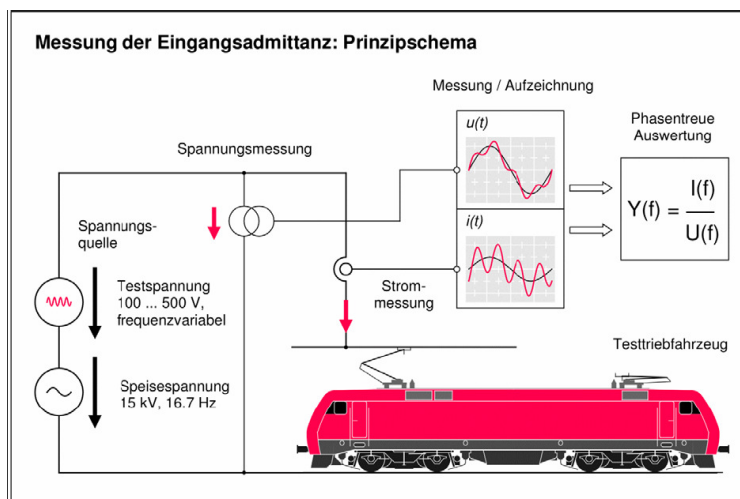 Messung der Eingangsadmittanz: Prinzipschema
Messung / Aufzeichnung
u(t)
Phasentreue
Auswertung
Spannungsmessung
Y(f) =
I(f)
U(f)
i(t)
Spannungs-
quelle
Testspannung
100 ... 500 V,
frequenzvariabel
Strom-
messung
Testtriebfahrzeug
Speisespannung
15 kV, 16.7 Hz